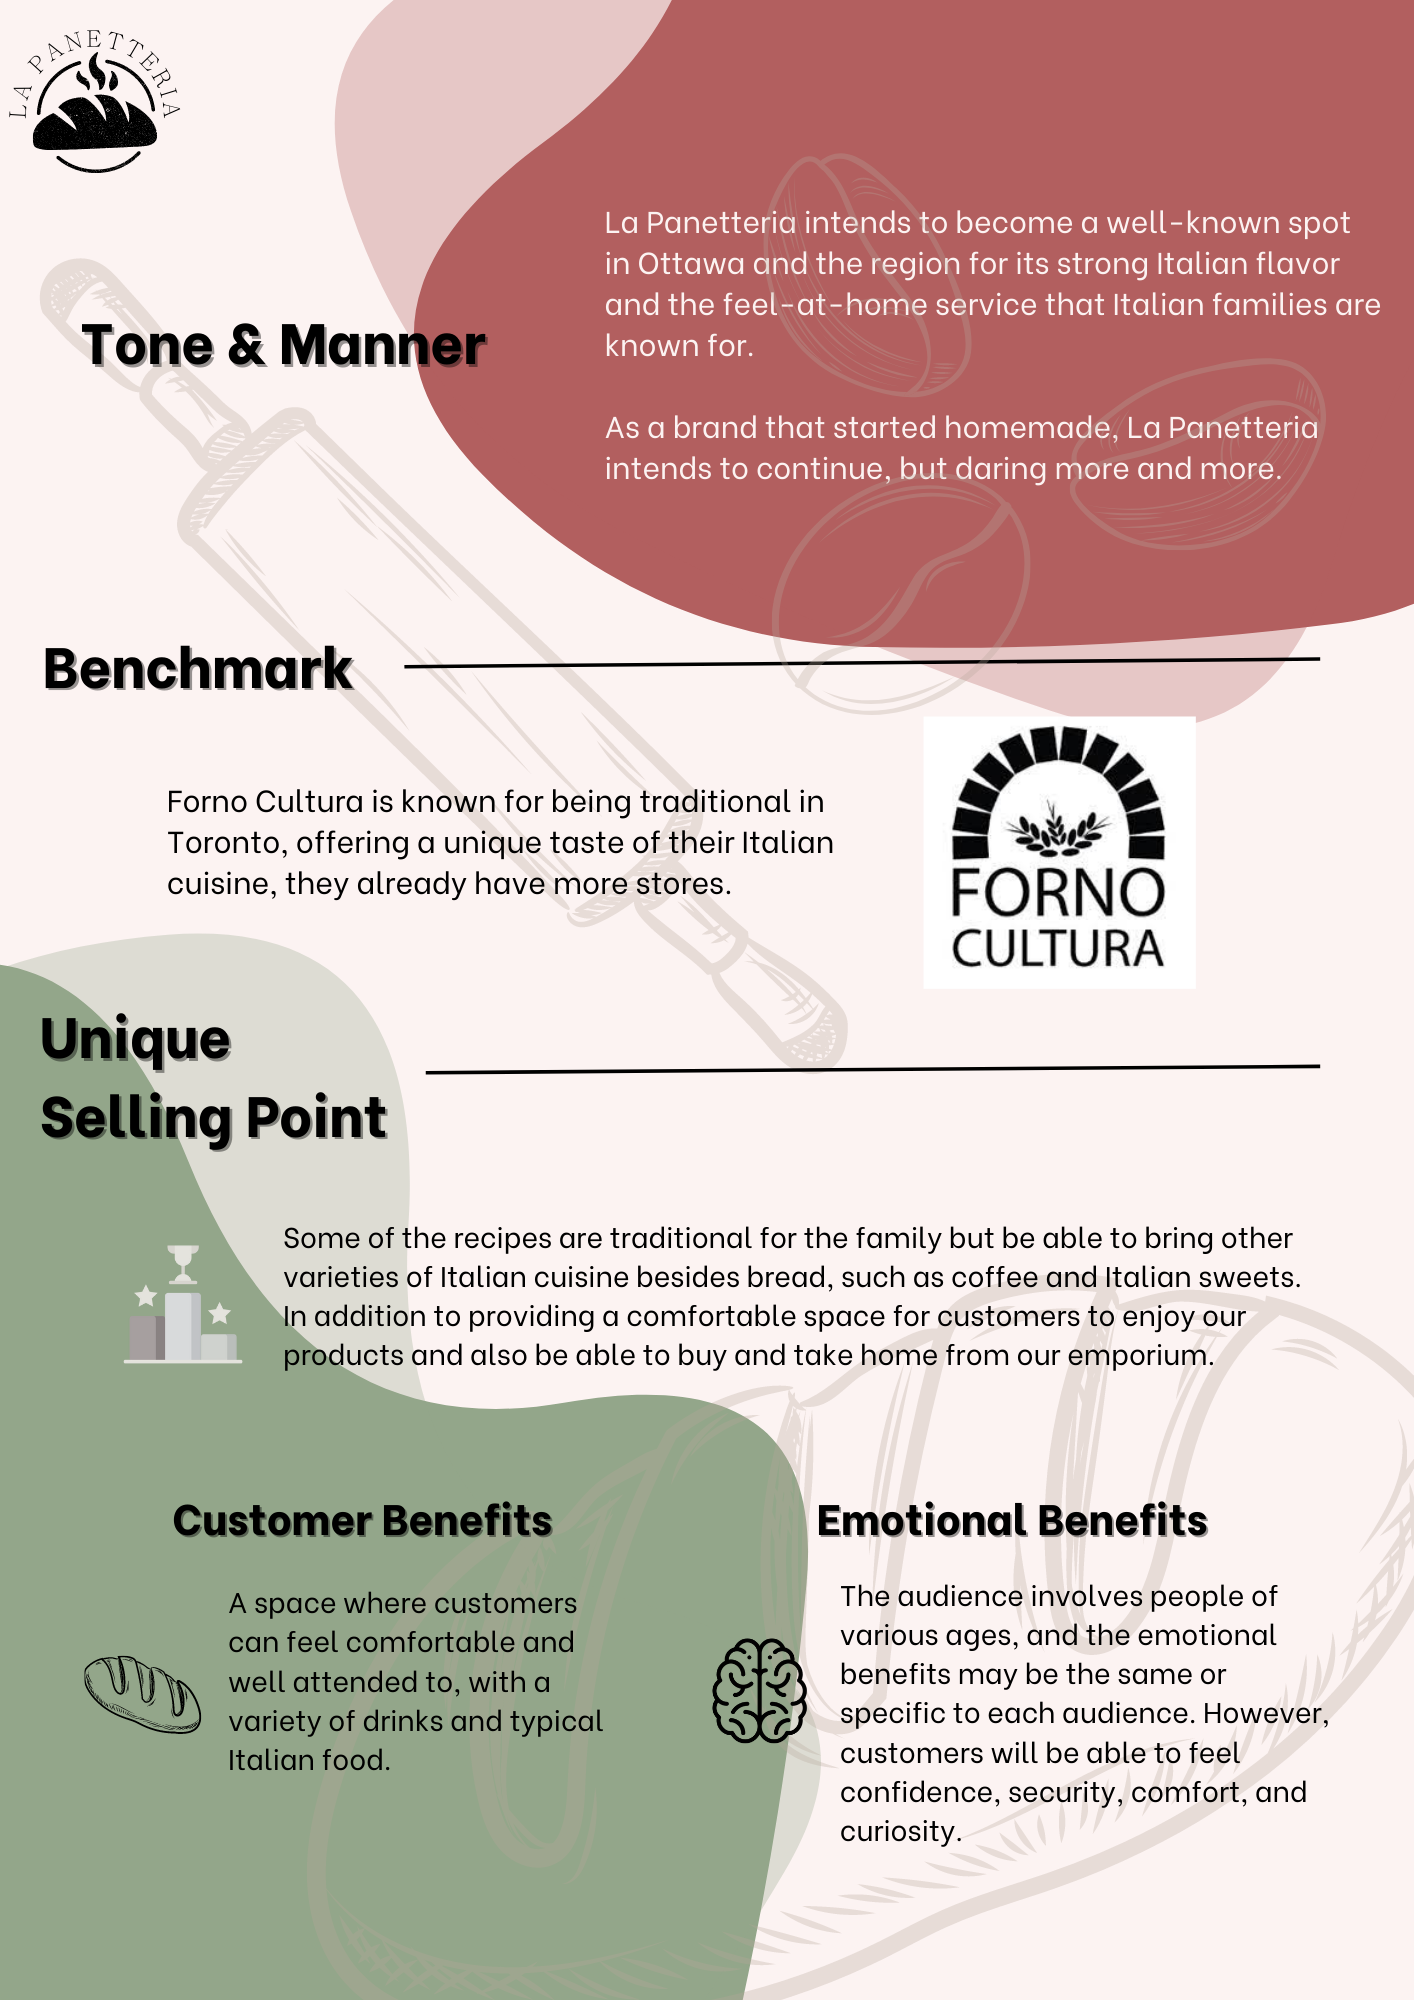 LA PANETTERIA
La Panetteria intends to become a well-known spot
in Ottawa and the region for its strong Italian flavor
and the feel-at-home service that Italian families are
known for.
As a brand that started homemade, La Panetteria
intends to continue, but daring more and more.
Tone & Manner
Benchmark
Forno Cultura is known for being traditional in
Toronto, offering a unique taste of their Italian
cuisine, they already have more stores.
FORNO
CULTURA
Unique
Selling Point
Some of the recipes are traditional for the family but be able to bring other
varieties of Italian cuisine besides bread, such as coffee and Italian sweets.
In addition to providing a comfortable space for customers to enjoy our
products and also be able to buy and take home from our emporium.
Customer Benefits
A space where customers
can feel comfortable and
well attended to, with a
variety of drinks and typical
Italian food.
Emotional Benefits
The audience involves people of
various ages, and the emotional
benefits may be the same or
specific to each audience. However,
customers will be able to feel
confidence, security, comfort, and
curiosity.